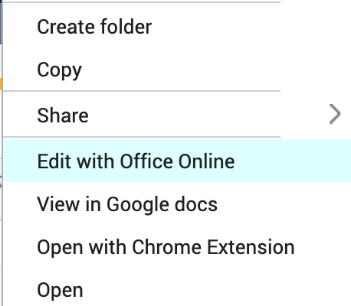 Create folder
Copy
Share
Edit with Office Online
View in Google docs
Open with Chrome Extension
Open